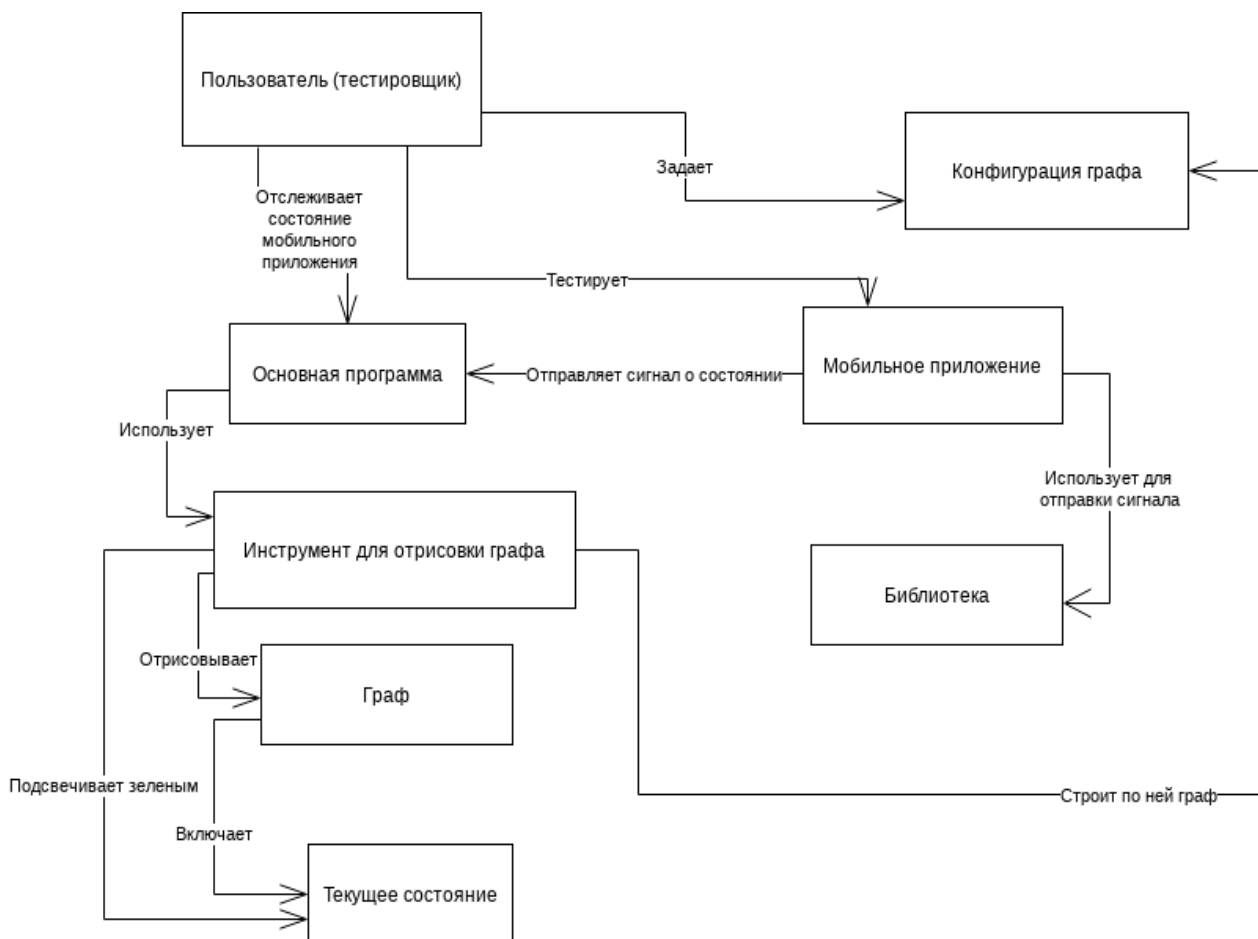 Пользователь (тестировщик)
Задает
Конфигурация графа
Отслеживает
состояние
мобильного
приложения
Тестирует
Основная программа
Отправляет сигнал о состоянии
Мобильное приложение
Использует
Использует для
отправки сигнала
Инструмент для отрисовки графа
Библиотека
Отрисовывает
Граф
Подсвечивает зеленым
Строит по ней граф
Включает
Текущее состояние